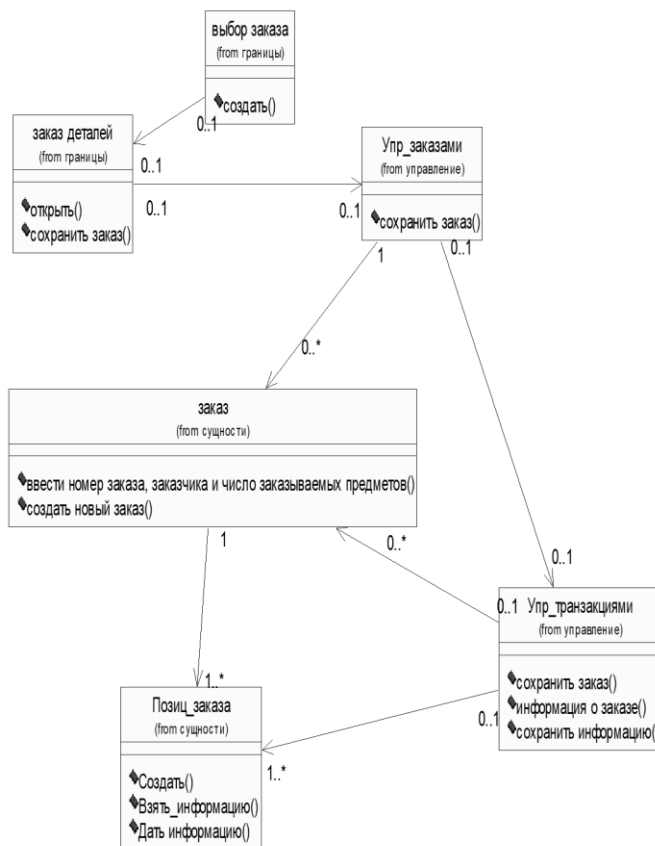 выбор заказа
(from границы)
создать()
0..1
заказ деталей
(from границы)
0..1
открыть()
сохранить заказ()
0..1
Упр_заказами
(from управление)
0..1
сохранить заказ()
0..1
1
0..*
заказ
(from сущности)
ввести номер заказа, заказчика и число заказываемых предметов()
создать новый заказ()
1
0..*
0..1
0..1
Упр_транзакциями
(from управление)
сохранить заказ()
информация о заказе()
сохранить информацию()
0..1
1..*
Позиц_заказа
(from сущности)
1..*
Создать()
Взять_информацию()
Дать информацию()